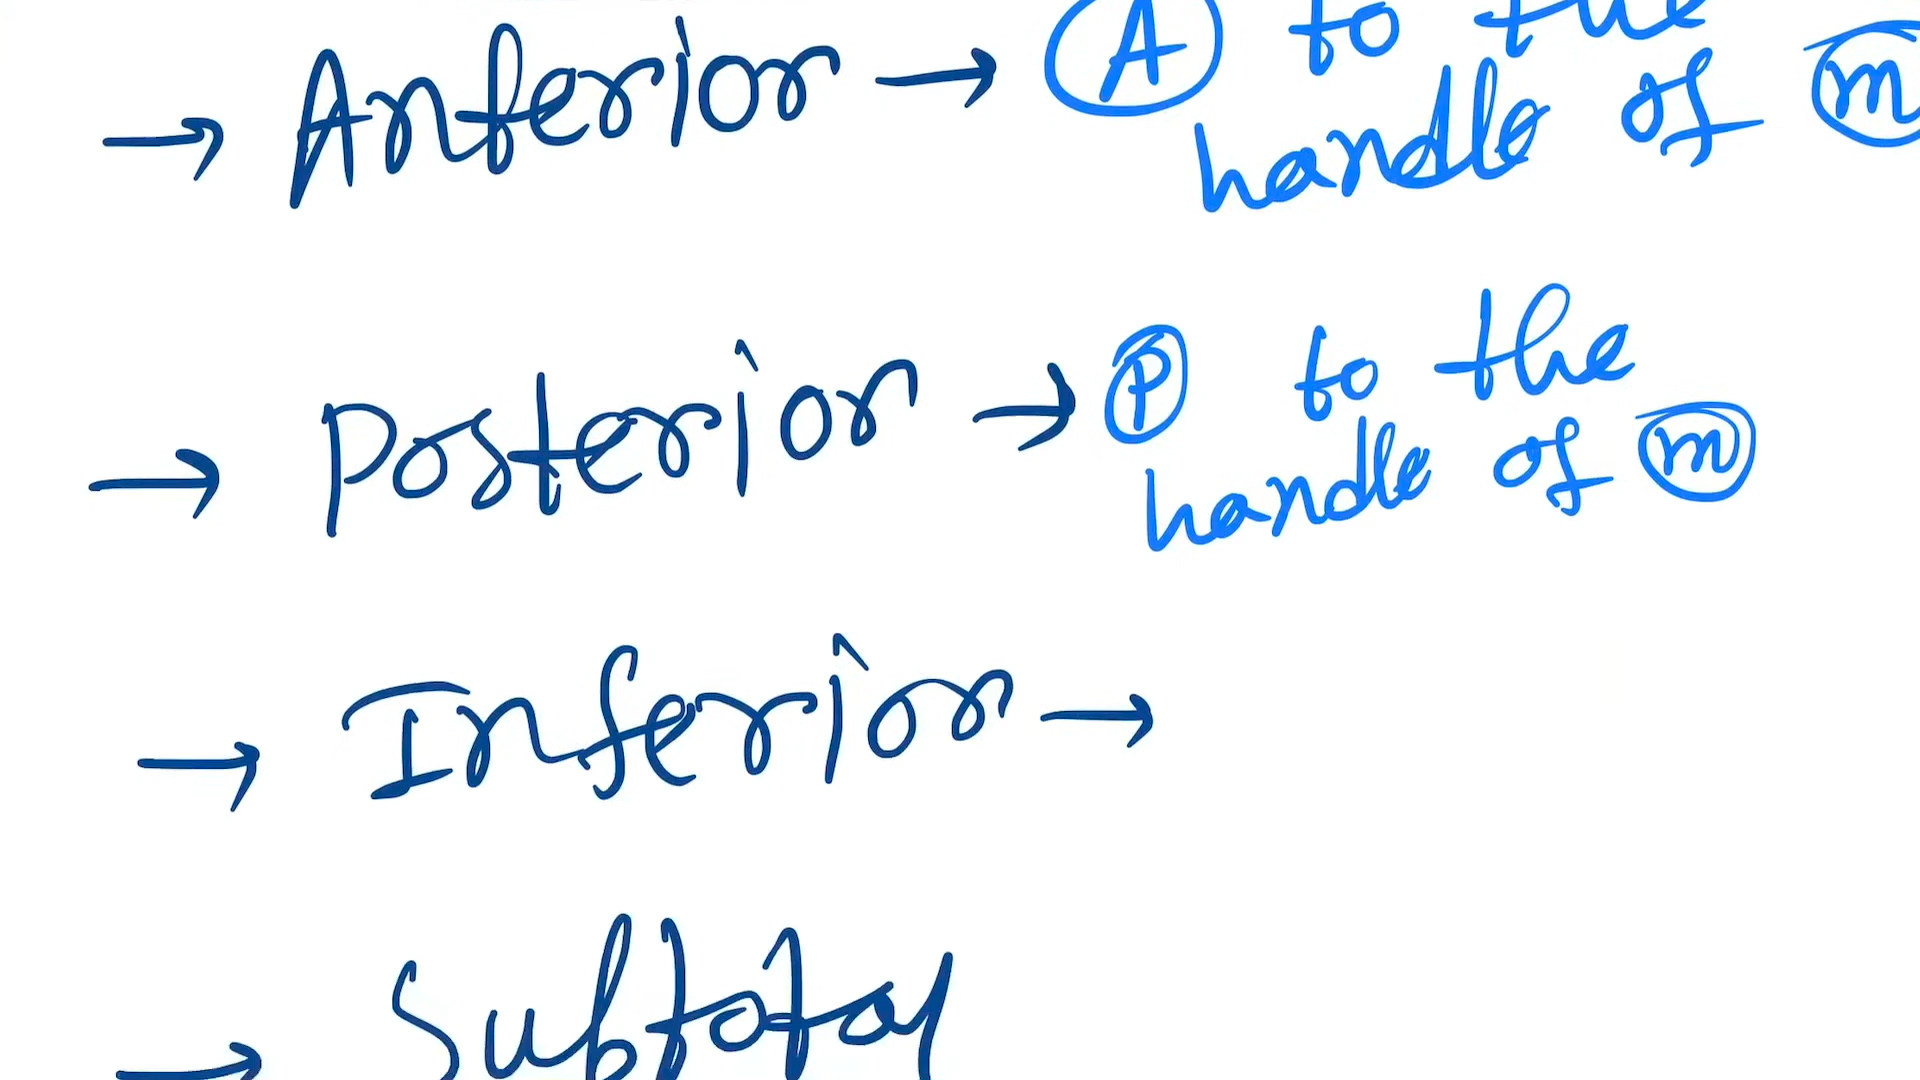 → Anterior → Ⓐ to the
handle of ⓜ
→ Posterior → Ⓟ to the
handle of ⓜ
→ Inferior →
→ Subtotal